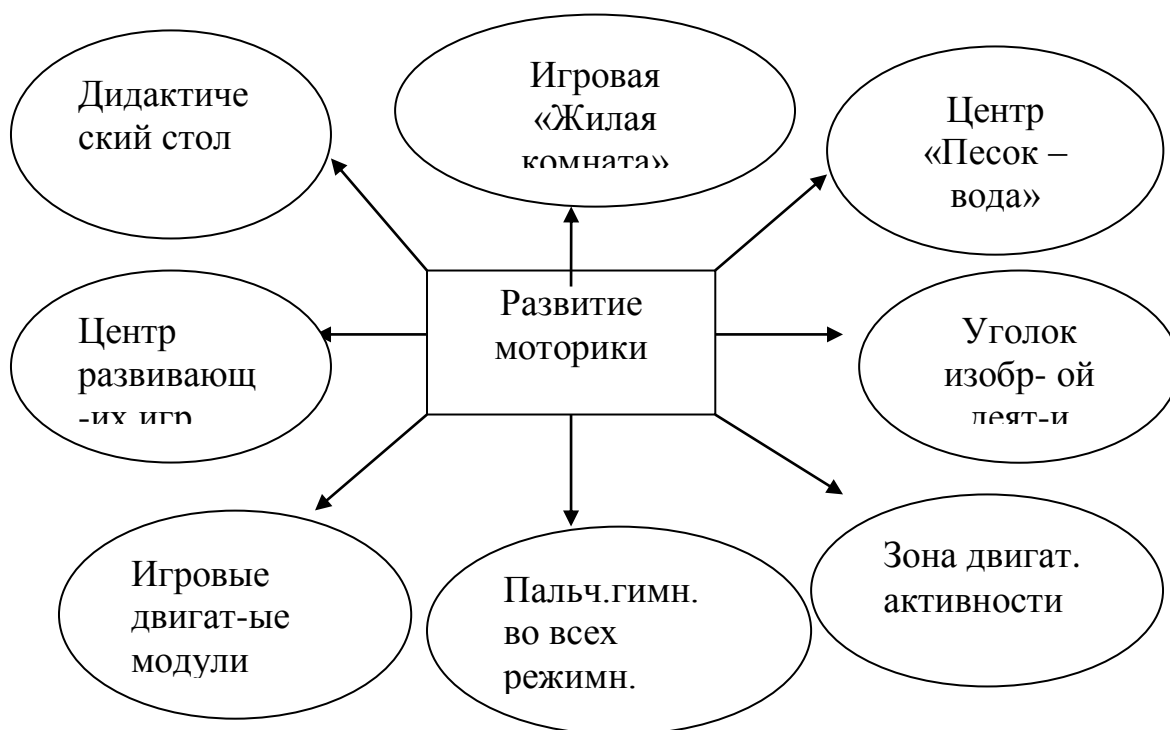 Дидактиче
ский стол
Игровая
«Жилая
комната»
Центр
«Песок –
вода»
Центр
развивающ
-их игр
Развитие
моторики
Уголок
изобр- ой
деят-и
Игровые
двигат-ые
модули
Пальч.гимн.
во всех
режимн.
Зона двигат.
активности